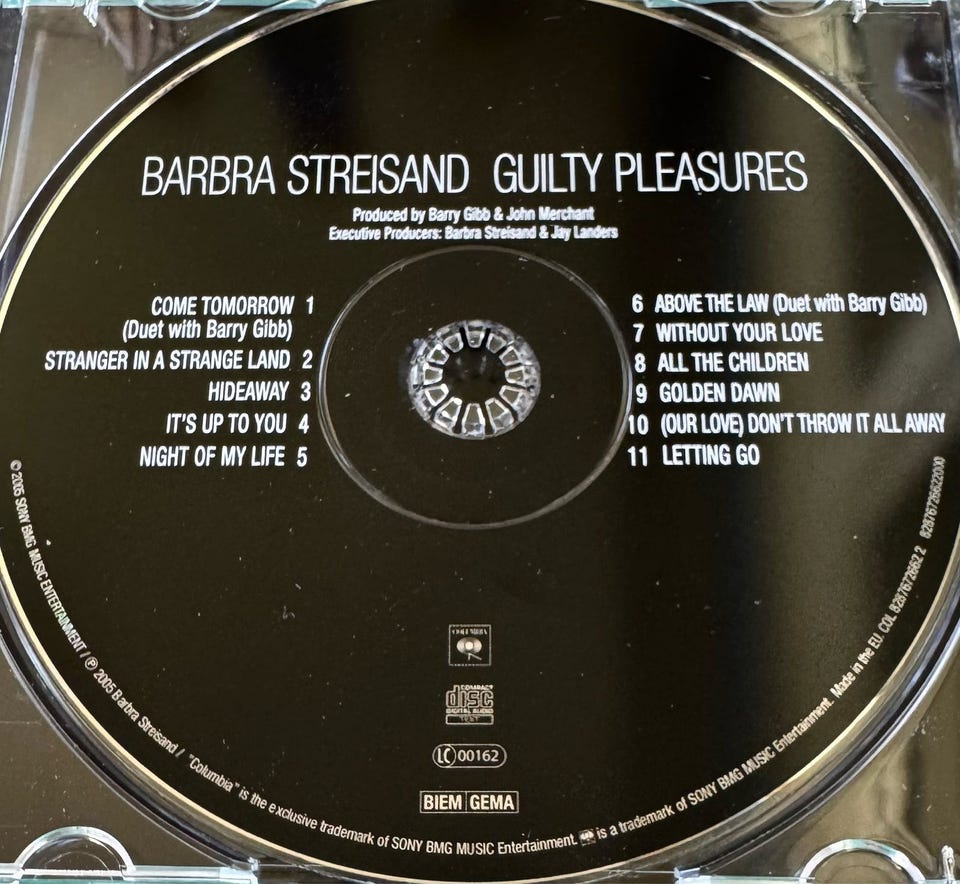 BARBRA STREISAND GUILTY PLEASURES
Produced by Barry Gibb & John Merchant
Executive Producers: Barbra Streisand & Jay Landers
COME TOMORROW 1
(Duet with Barry Gibb)
STRANGER IN A STRANGE LAND 2
HIDEAWAY 3
IT'S UP TO YOU 4
NIGHT OF MY LIFE 5
6 ABOVE THE LAW (Duet with Barry Gibb)
7 WITHOUT YOUR LOVE
8 ALL THE CHILDREN
9 GOLDEN DAWN
10 (OUR LOVE) DON'T THROW IT ALL AWAY
11 LETTING GO
COLUMBIA
COMPACT
disc
DIGITAL AUDIO
TEXT
LC 00162
BIEM GEMA
© 2005 SONY BMG MUSIC ENTERTAINMENT / ℗ 2005 Barbra Streisand / "Columbia" is the exclusive trademark of SONY BMG MUSIC Entertainment. is a trademark of SONY BMG MUSIC Entertainment. Made in the EU. COL 82876726622 2 82876726622000